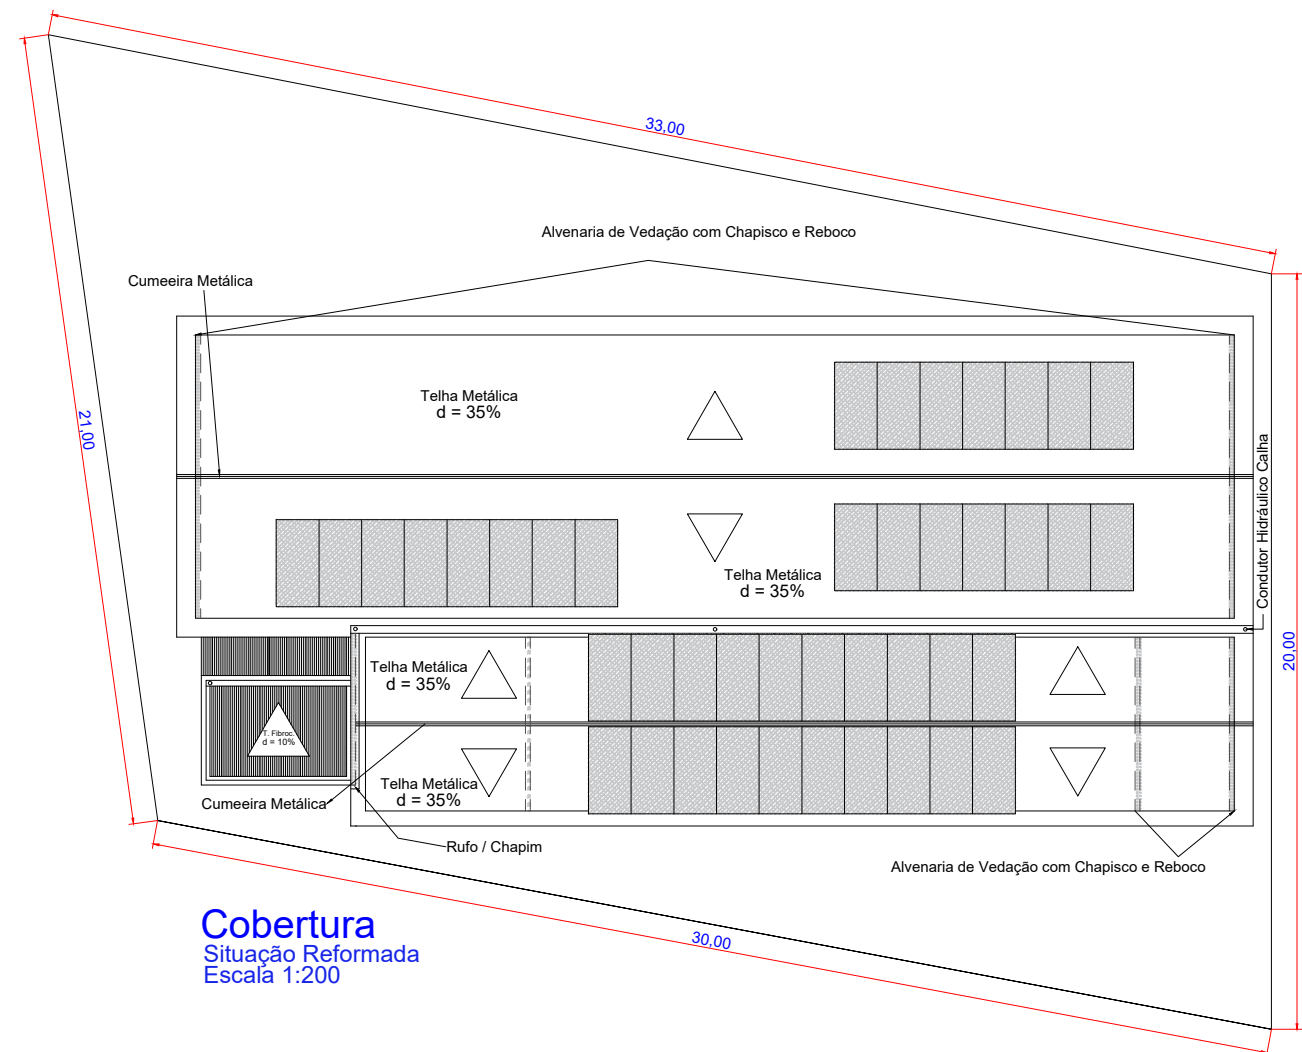 33,00
Alvenaria de Vedação com Chapisco e Reboco
Cumeeira Metálica
Telha Metálica
d = 35%
21,00
Condutor Hidráulico Calha
Telha Metálica
d = 35%
20,00
Telha Metálica
d = 35%
T. Fibroc.
d = 10%
Telha Metálica
d = 35%
Cumeeira Metálica
Rufo / Chapim
Alvenaria de Vedação com Chapisco e Reboco
Cobertura
Situação Reformada
Escala 1:200
30,00